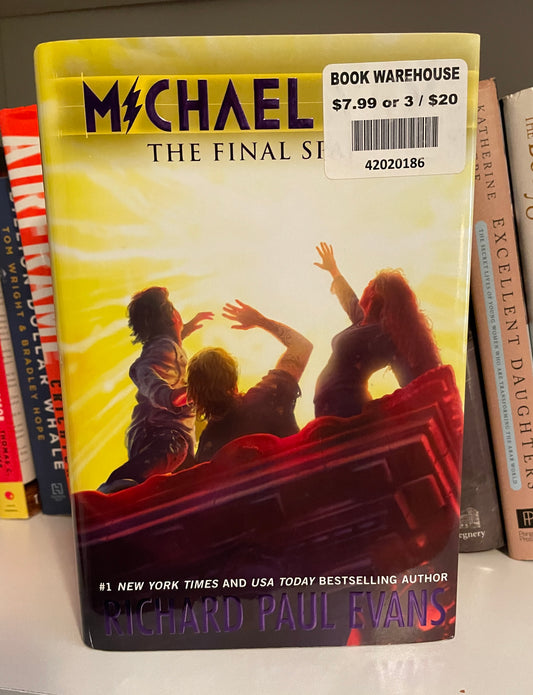 MICHAEL
THE FINAL SPA
BOOK WAREHOUSE
$7.99 or 3 / $20
42020186
#1 NEW YORK TIMES AND USA TODAY BESTSELLING AUTHOR
RICHARD PAUL EVANS
TOM WRIGHT & BRADLEY HOPE
WHALE
KATHERINE
EXCELLENT DAUGHTERS
THE SECRET LIVES OF YOUNG WOMEN WHO ARE TRANSFORMING THE ARAB WORLD